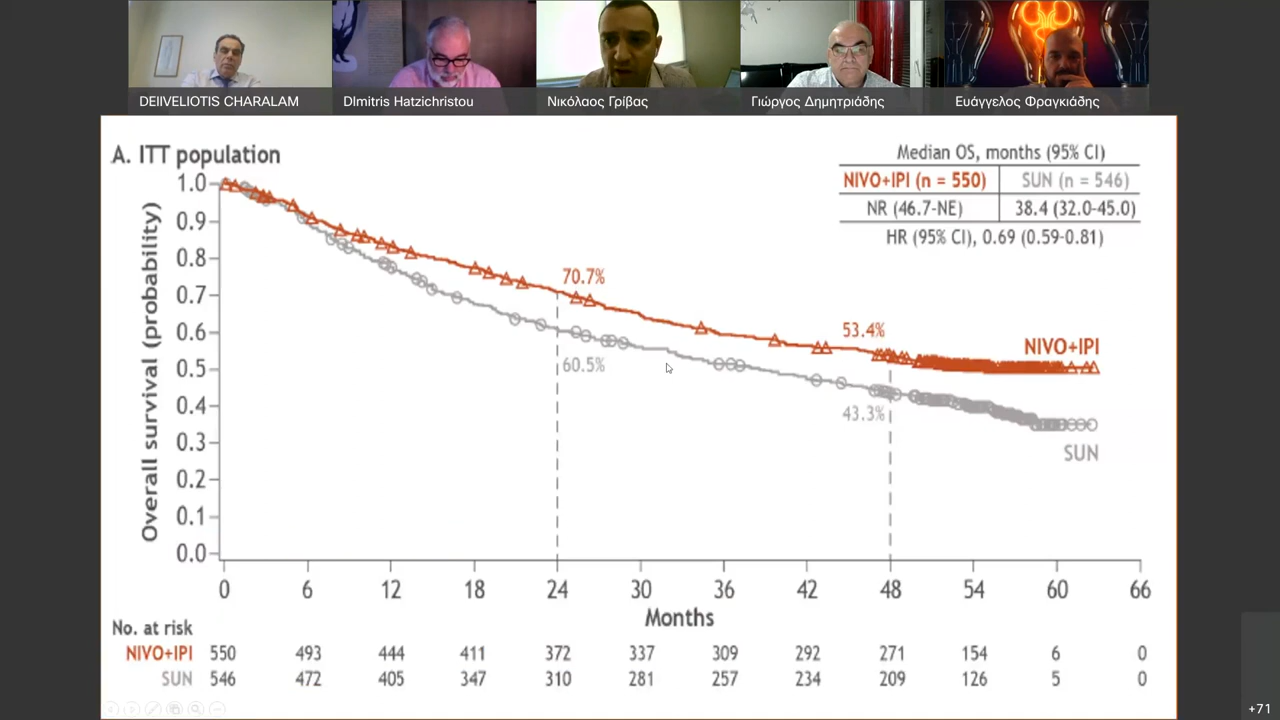 DEIIVELIOTIS CHARALAM
DImitris Hatzichristou
Νικόλαος Γρίβας
Γιώργος Δημητριάδης
Ευάγγελος Φραγκιάδης
A. ITT population
Median OS, months (95% CI)
NIVO+IPI (n = 550) SUN (n = 546)
NR (46.7-NE) 38.4 (32.0-45.0)
HR (95% CI), 0.69 (0.59-0.81)
Overall survival (probability)
1.0
0.9
0.8
0.7
0.6
0.5
0.4
0.3
0.2
0.1
0.0
70.7%
60.5%
53.4%
43.3%
NIVO+IPI
SUN
0 6 12 18 24 30 36 42 48 54 60 66
Months
No. at risk
NIVO+IPI 550 493 444 411 372 337 309 292 271 154 6 0
SUN 546 472 405 347 310 281 257 234 209 126 5 0
+71